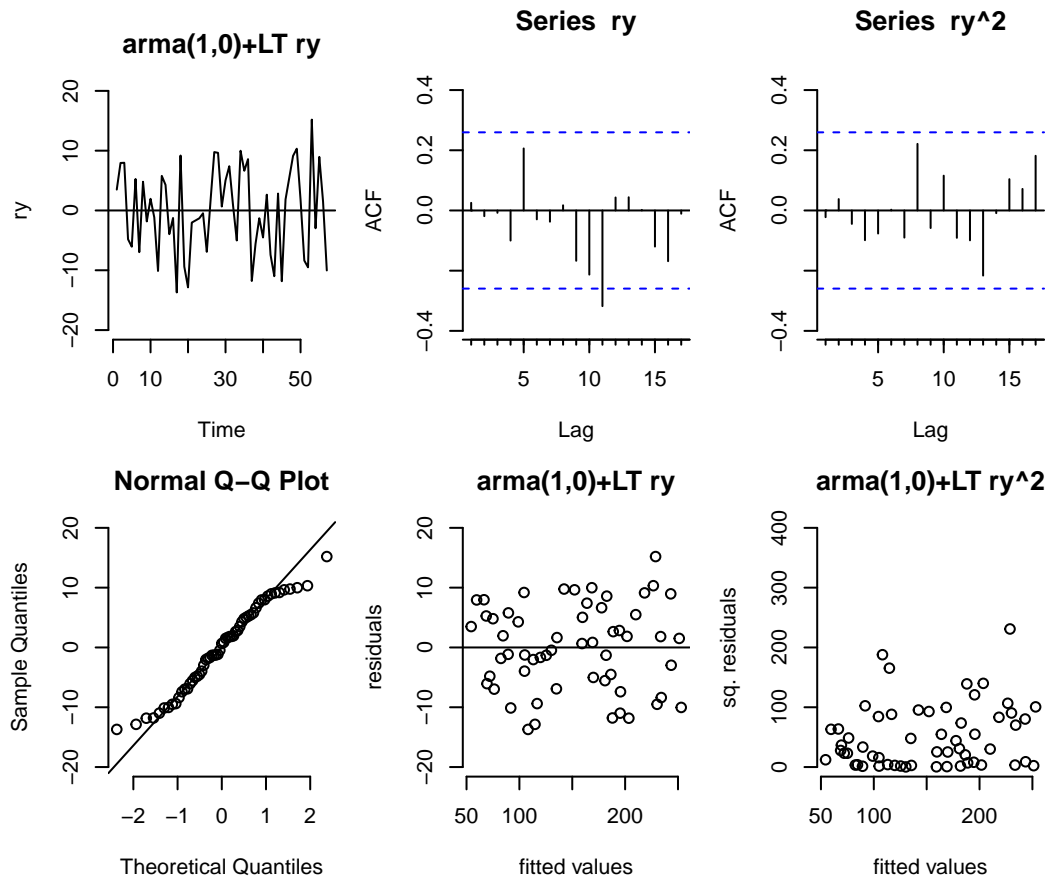 arma(1,0)+LT ry
ry
20
10
0
−10
−20
0 10 30 50
Time
Series ry
ACF
0.4
0.2
0.0
−0.4
5 10 15
Lag
Series ry^2
ACF
0.4
0.2
0.0
−0.4
5 10 15
Lag
Normal Q−Q Plot
Sample Quantiles
20
10
0
−10
−20
−2 −1 0 1 2
Theoretical Quantiles
arma(1,0)+LT ry
residuals
20
10
0
−10
−20
50 100 200
fitted values
arma(1,0)+LT ry^2
sq. residuals
400
300
200
100
0
50 100 200
fitted values